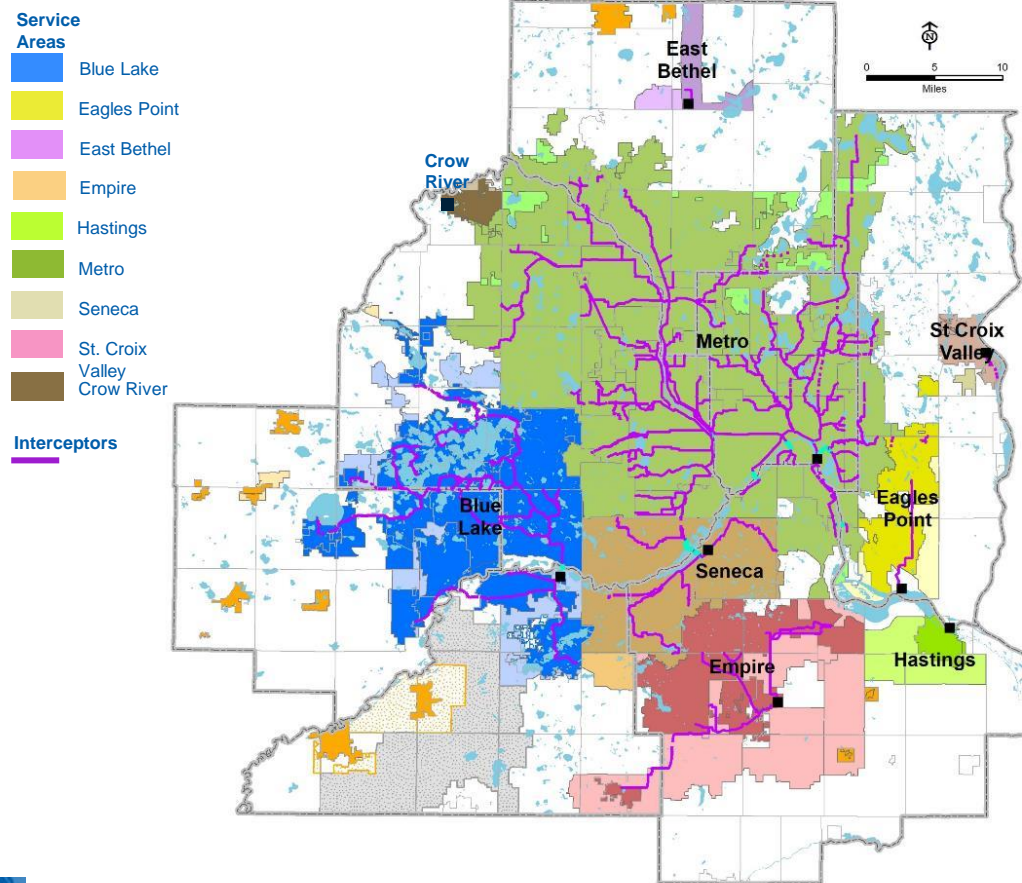 Service
Areas
Blue Lake
Eagles Point
East Bethel
Empire
Hastings
Metro
Seneca
St. Croix
Valley
Crow River
Interceptors
East
Bethel
N
0 5 10
Miles
Crow
River
Metro
St Croix
Valley
Eagles
Point
Blue
Lake
Seneca
Empire
Hastings